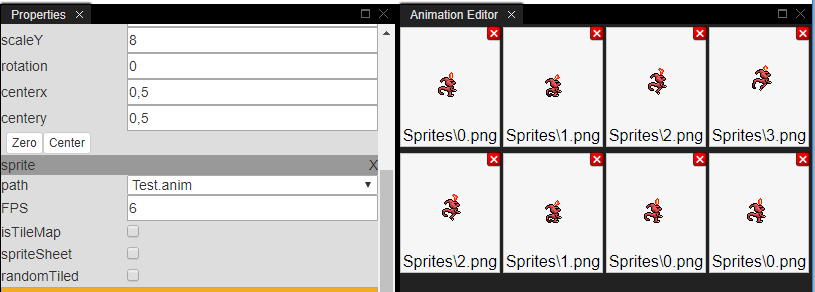 Properties X
scaleY 8
rotation 0
centerx 0,5
centery 0,5
Zero Center
sprite X
path Test.anim
FPS 6
isTileMap
spriteSheet
randomTiled
Animation Editor X
Sprites\0.png Sprites\1.png Sprites\2.png Sprites\3.png
Sprites\2.png Sprites\1.png Sprites\0.png Sprites\0.png